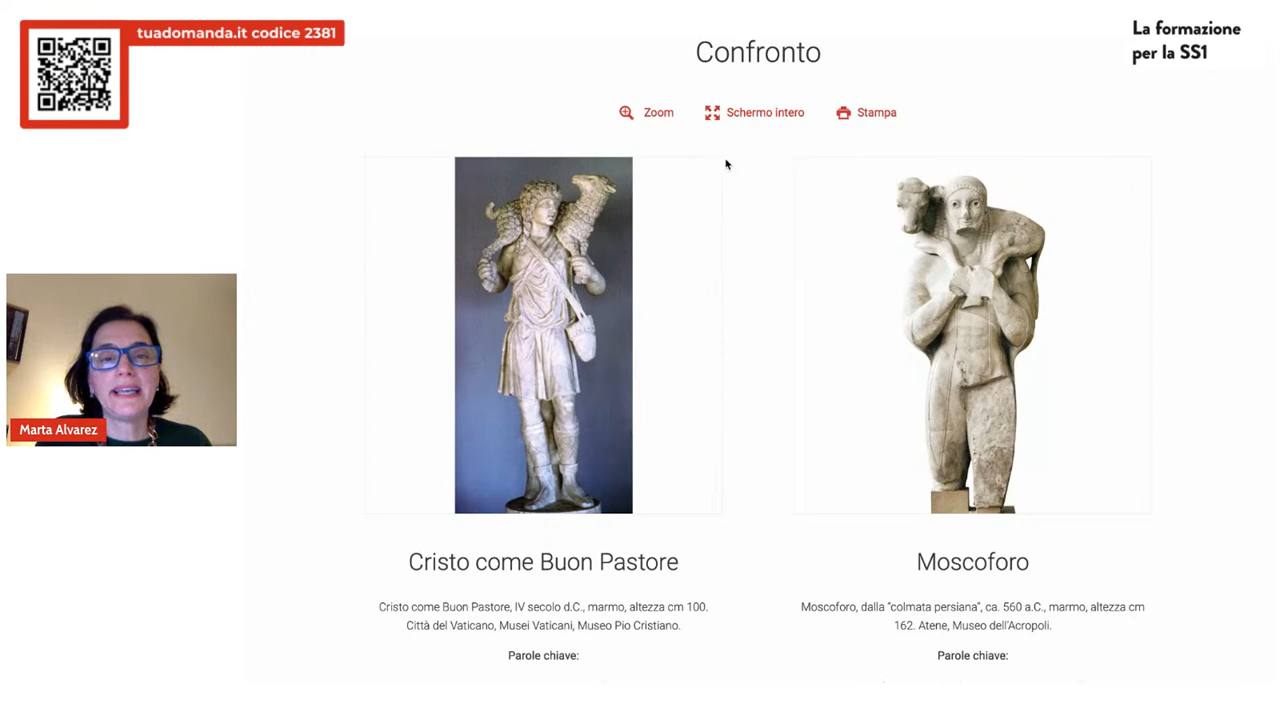 tuadomanda.it codice 2381
La formazione
per la SS1
Confronto
Zoom
Schermo intero
Stampa
Marta Alvarez
Cristo come Buon Pastore
Cristo come Buon Pastore, IV secolo d.C., marmo, altezza cm 100.
Città del Vaticano, Musei Vaticani, Museo Pio Cristiano.
Parole chiave:
Moscoforo
Moscoforo, dalla “colmata persiana”, ca. 560 a.C., marmo, altezza cm
162. Atene, Museo dell'Acropoli.
Parole chiave: